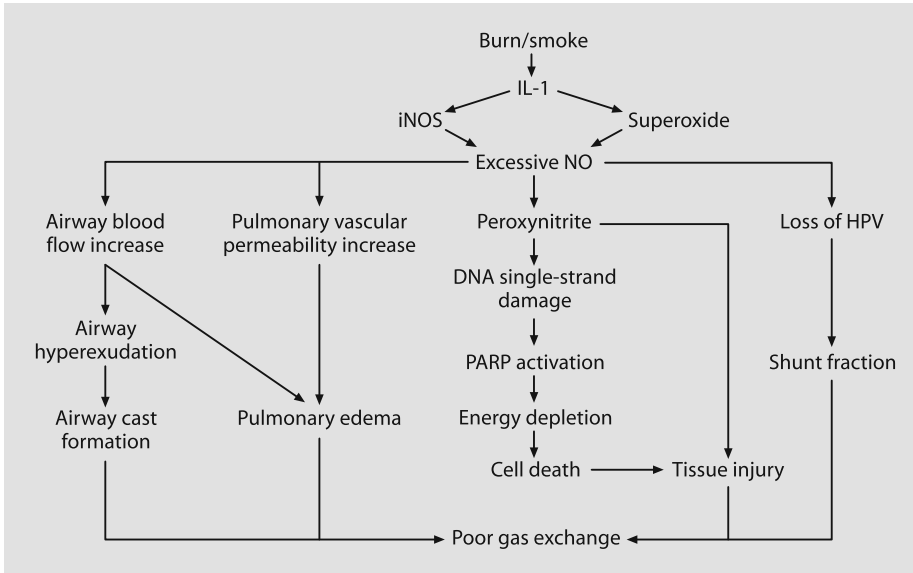 Burn/smoke
IL-1
iNOS
Superoxide
Excessive NO
Airway blood
flow increase
Pulmonary vascular
permeability increase
Peroxynitrite
Loss of HPV
DNA single-strand
damage
Airway
hyperexudation
PARP activation
Shunt fraction
Airway cast
formation
Pulmonary edema
Energy depletion
Cell death
Tissue injury
Poor gas exchange